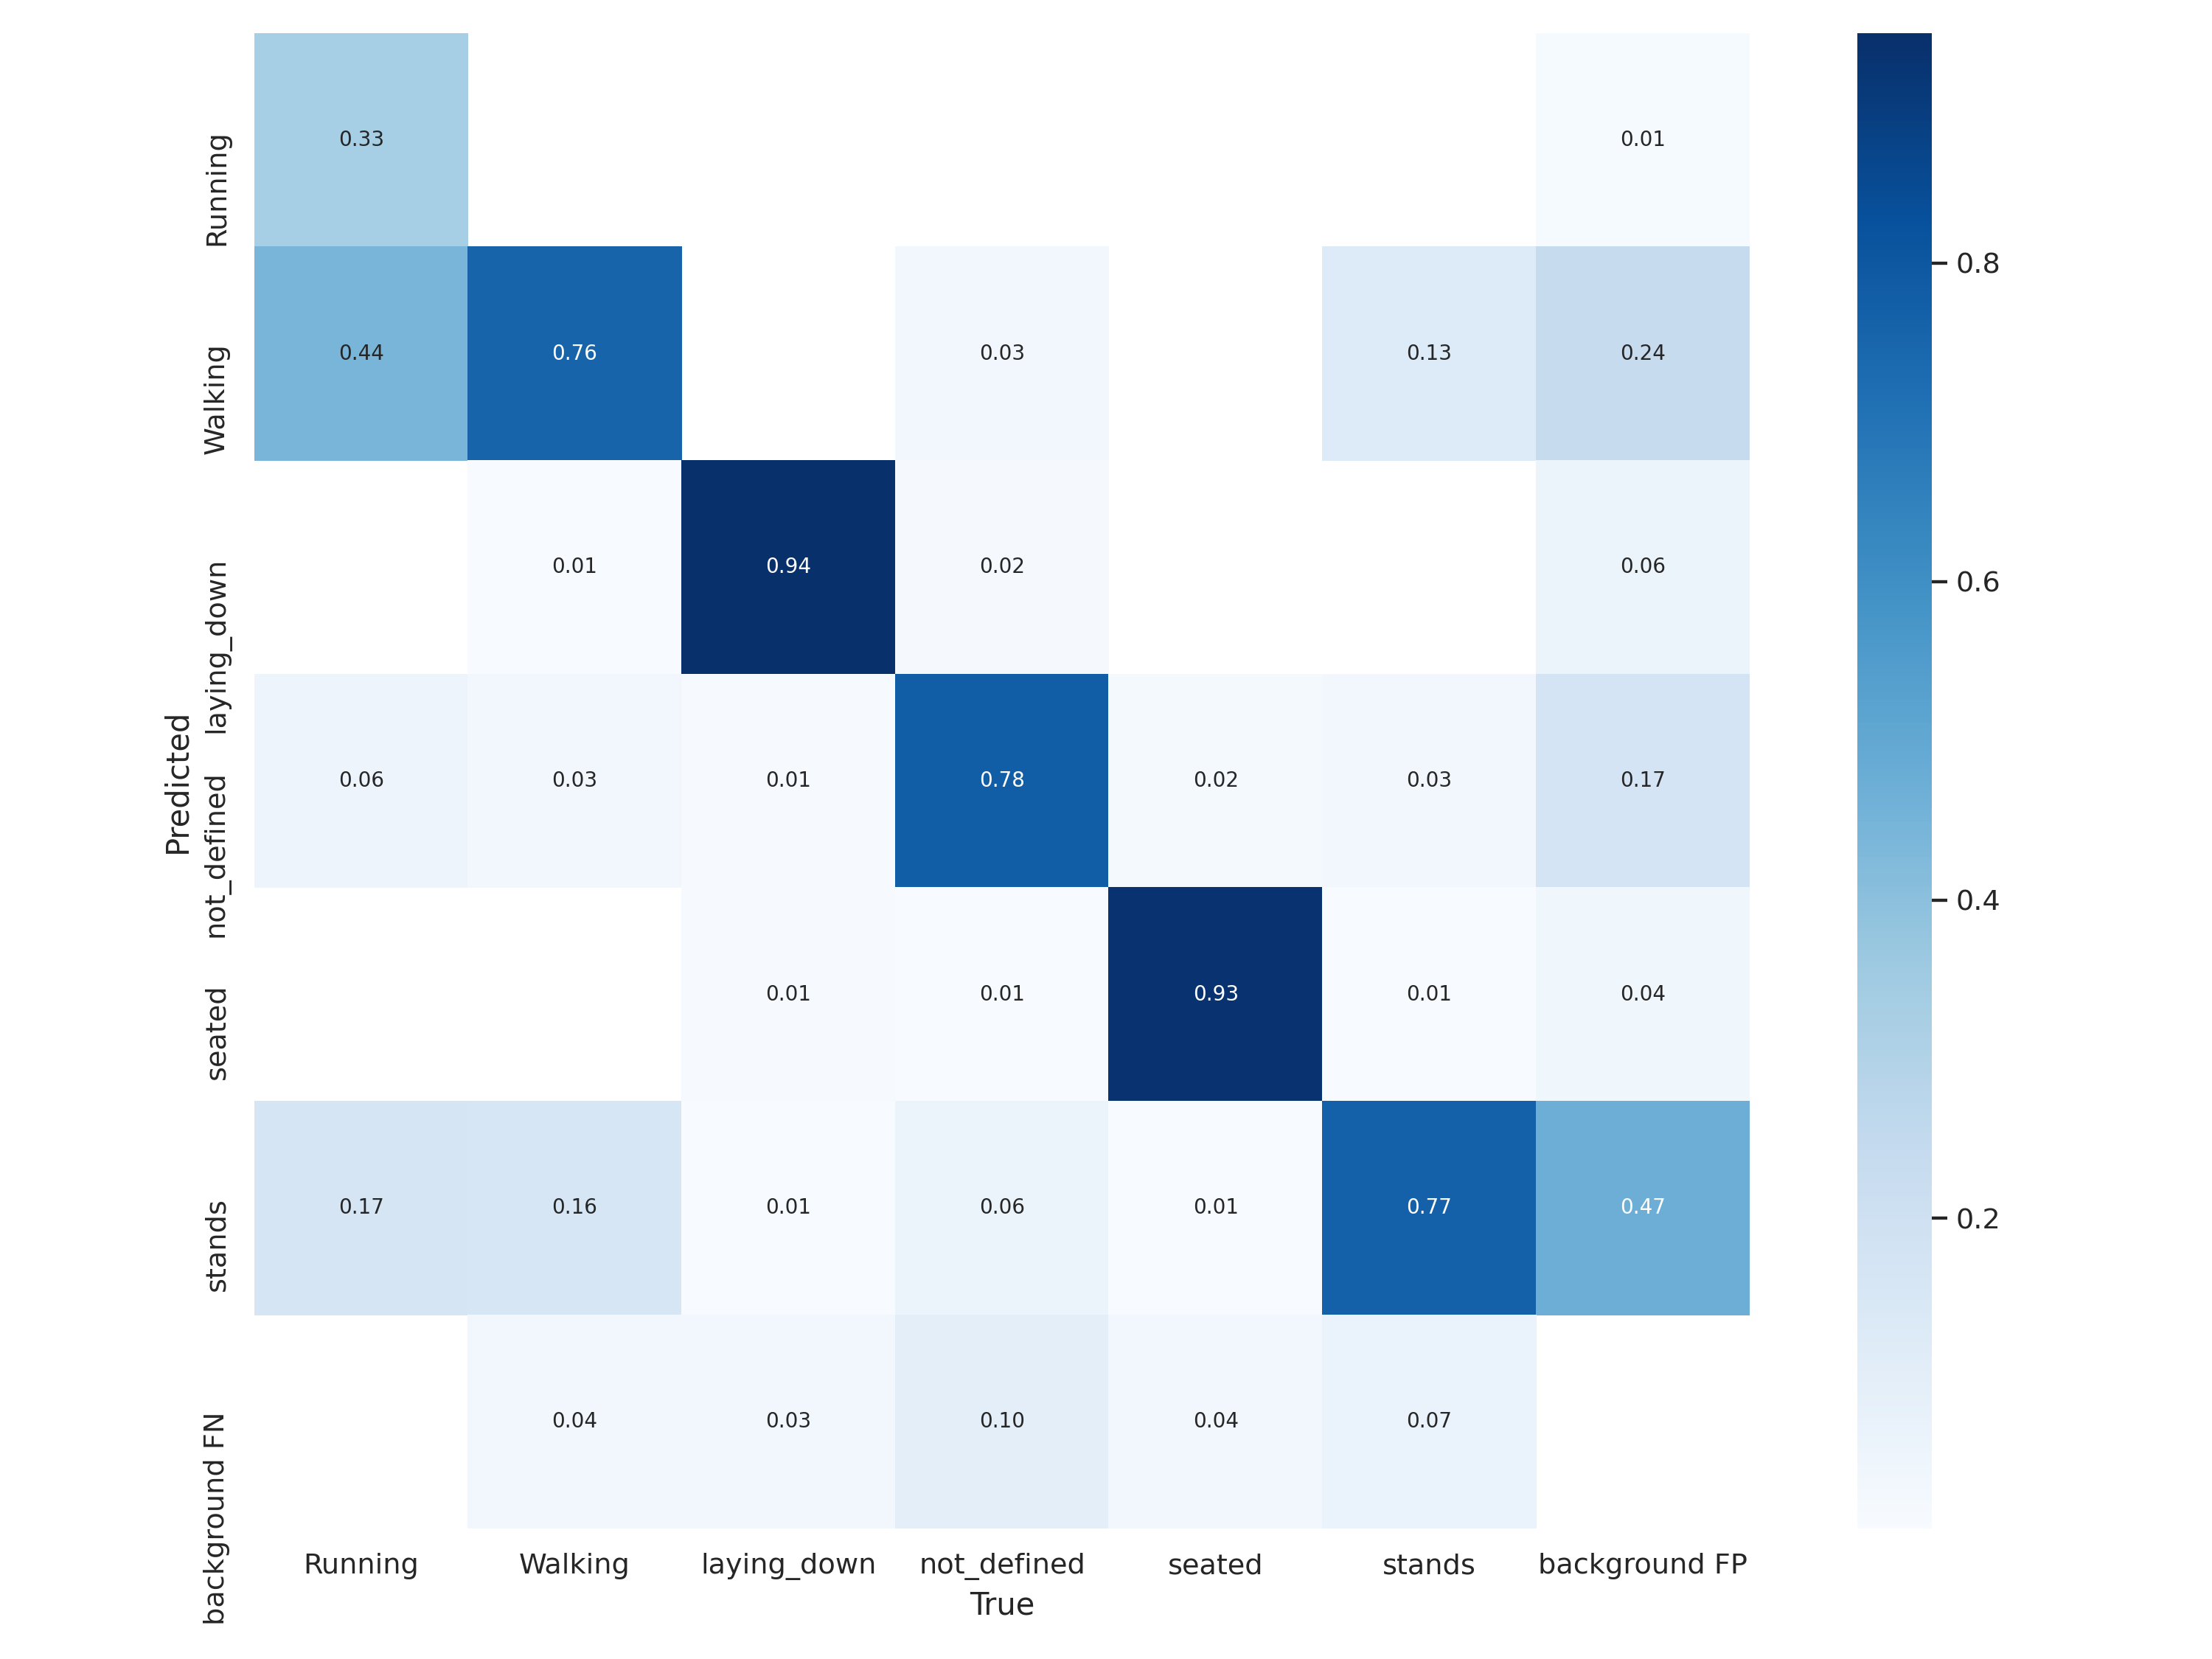 Running
0.33
0.01
0.8
Walking
0.44 0.76 0.03 0.13 0.24
laying_down
0.01 0.94 0.02 0.06
0.6
Predicted
not_defined
0.06 0.03 0.01 0.78 0.02 0.03 0.17
0.4
seated
0.01 0.01 0.93 0.01 0.04
stands
0.17 0.16 0.01 0.06 0.01 0.77 0.47
0.2
background FN
0.04 0.03 0.10 0.04 0.07
Running Walking laying_down not_defined seated stands background FP
True